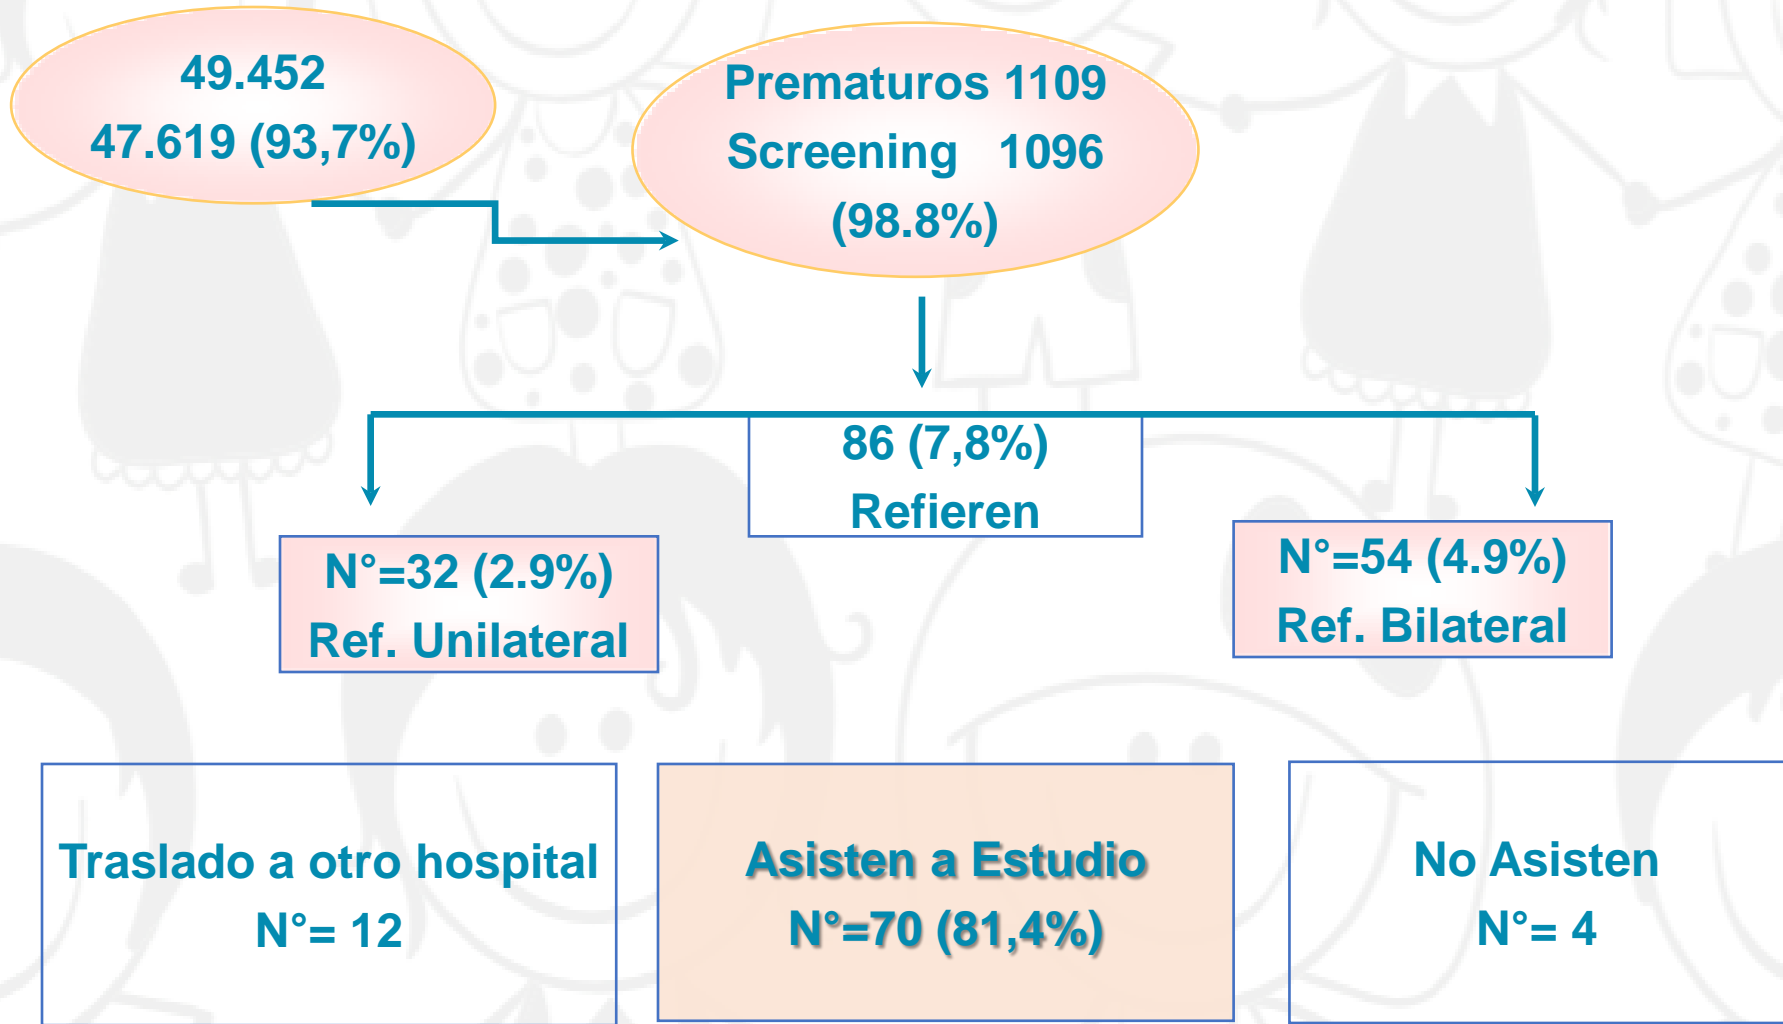 49.452
47.619 (93,7%)
Prematuros 1109
Screening 1096
(98.8%)
86 (7,8%)
Refieren
N°=32 (2.9%)
Ref. Unilateral
N°=54 (4.9%)
Ref. Bilateral
Traslado a otro hospital
N°= 12
Asisten a Estudio
N°=70 (81,4%)
No Asisten
N°= 4